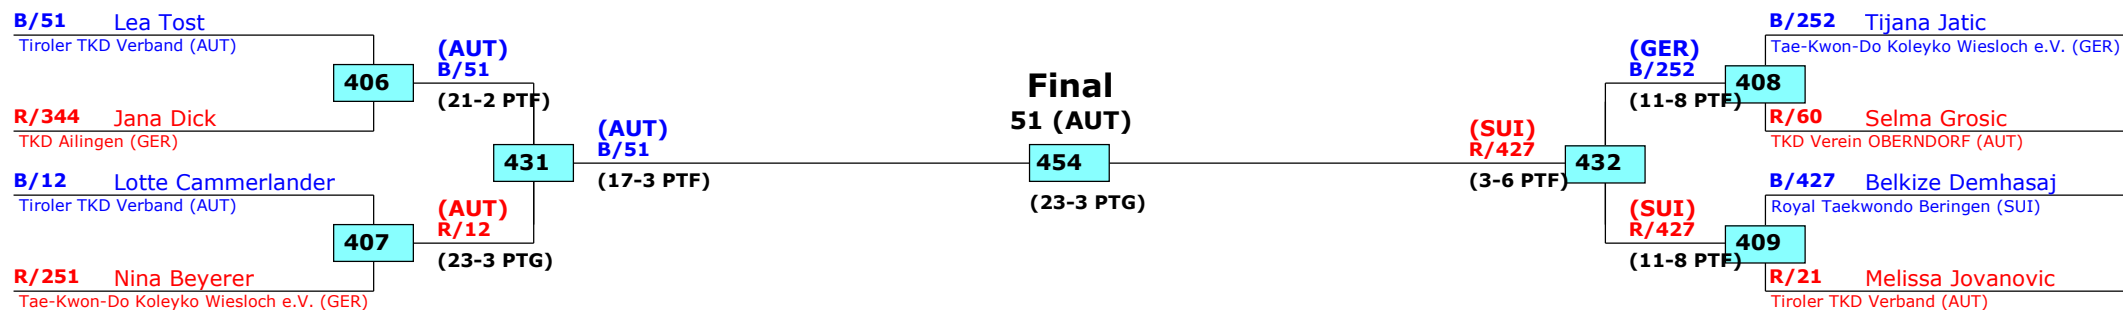 B/51 Lea Tost
Tiroler TKD Verband (AUT)
406
R/344 Jana Dick
TKD Ailingen (GER)
(AUT)
B/51
(21-2 PTF)
B/12 Lotte Cammerlander
Tiroler TKD Verband (AUT)
407
R/251 Nina Beyerer
Tae-Kwon-Do Koleyko Wiesloch e.V. (GER)
(AUT)
R/12
(23-3 PTG)
431
(AUT)
B/51
(17-3 PTF)
Final
51 (AUT)
454
(23-3 PTG)
(SUI)
R/427
(3-6 PTF)
432
(GER)
B/252
(11-8 PTF)
408
B/252 Tijana Jatic
Tae-Kwon-Do Koleyko Wiesloch e.V. (GER)
R/60 Selma Grosic
TKD Verein OBERNDORF (AUT)
(SUI)
R/427
(11-8 PTF)
409
B/427 Belkize Demhasaj
Royal Taekwondo Beringen (SUI)
R/21 Melissa Jovanovic
Tiroler TKD Verband (AUT)